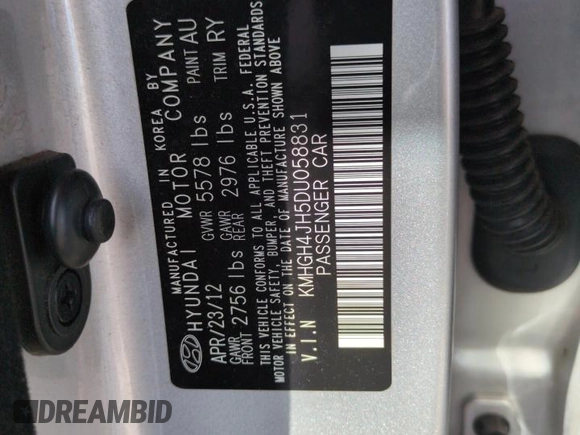 MANUFACTURED IN KOREA BY
HYUNDAI MOTOR COMPANY
APR/23/12 GVWR 5578 lbs PAINT AU
GAWR FRONT 2756 lbs GAWR REAR 2976 lbs TRIM RY
THIS VEHICLE CONFORMS TO ALL APPLICABLE U.S.A. FEDERAL
MOTOR VEHICLE SAFETY, BUMPER, AND THEFT PREVENTION STANDARDS
IN EFFECT ON THE DATE OF MANUFACTURE SHOWN ABOVE
V.I.N KMHGH4JH5DU058831
PASSENGER CAR
DREAMBID